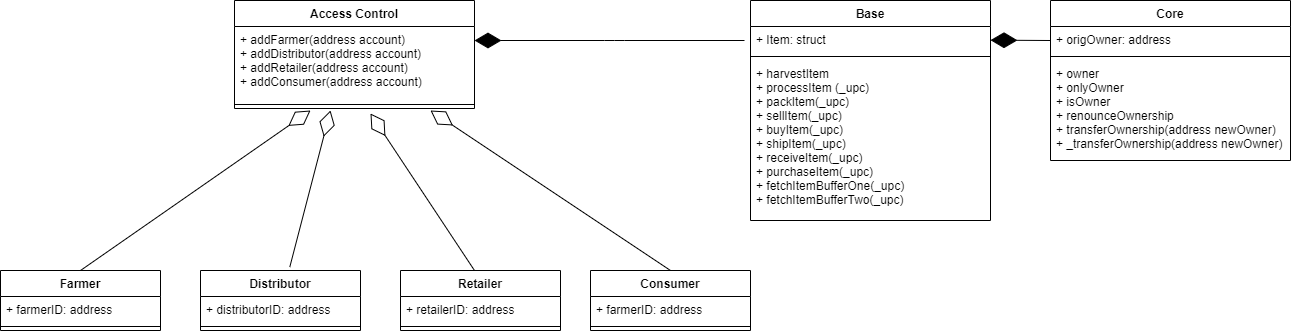 Access Control
+ addFarmer(address account)
+ addDistributor(address account)
+ addRetailer(address account)
+ addConsumer(address account)
Base
+ Item: struct
+ harvestItem
+ processItem (_upc)
+ packItem(_upc)
+ sellItem(_upc)
+ buyItem(_upc)
+ shipItem(_upc)
+ receiveItem(_upc)
+ purchaseItem(_upc)
+ fetchItemBufferOne(_upc)
+ fetchItemBufferTwo(_upc)
Core
+ origOwner: address
+ owner
+ onlyOwner
+ isOwner
+ renounceOwnership
+ transferOwnership(address newOwner)
+ _transferOwnership(address newOwner)
Farmer
+ farmerID: address
Distributor
+ distributorID: address
Retailer
+ retailerID: address
Consumer
+ farmerID: address